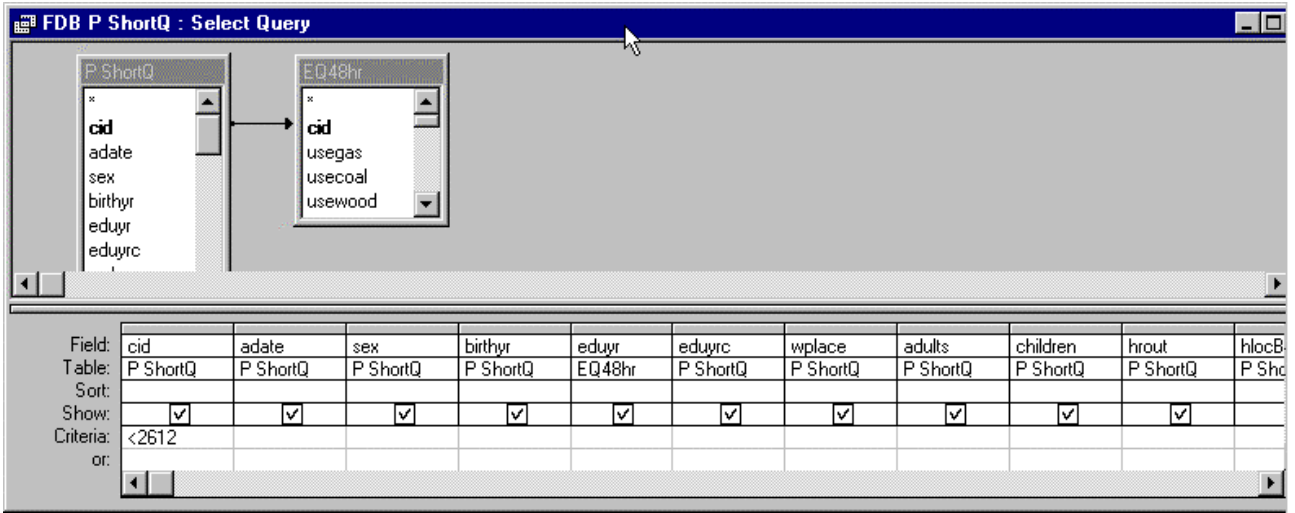 FDB P ShortQ : Select Query
P ShortQ
*
cid
adate
sex
birthyr
eduyr
eduyrc
EQ48hr
*
cid
usegas
usecoal
usewood
Field: cid adate sex birthyr eduyr eduyrc wplace adults children hrout hlocB
Table: P ShortQ P ShortQ P ShortQ P ShortQ EQ48hr P ShortQ P ShortQ P ShortQ P ShortQ P ShortQ P Sho
Sort:
Show:
Criteria: <2612
or: